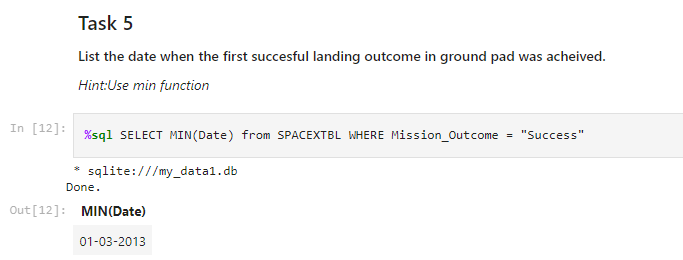 Task 5
List the date when the first succesful landing outcome in ground pad was acheived.
Hint:Use min function
In [12]: %sql SELECT MIN(Date) from SPACEXTBL WHERE Mission_Outcome = "Success"
* sqlite:///my_data1.db
Done.
Out[12]: MIN(Date)
01-03-2013